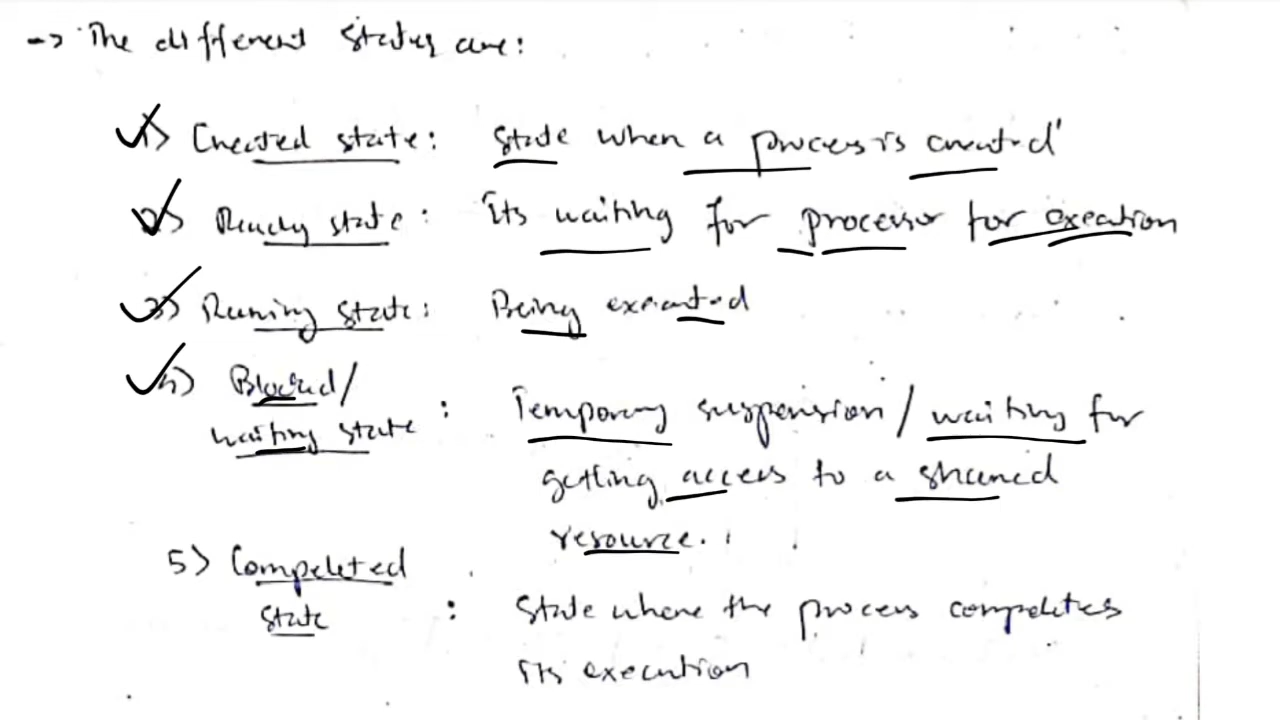 -> The different states are:
1) Created state: State when a process is created
2) Ready state: Its waiting for processor for execution
3) Running state: Being executed
4) Blocked/
waiting state : Temporary suspension / waiting for
getting access to a shared
resource.
5) Compeleted
state : State where the process compeletes
its execution